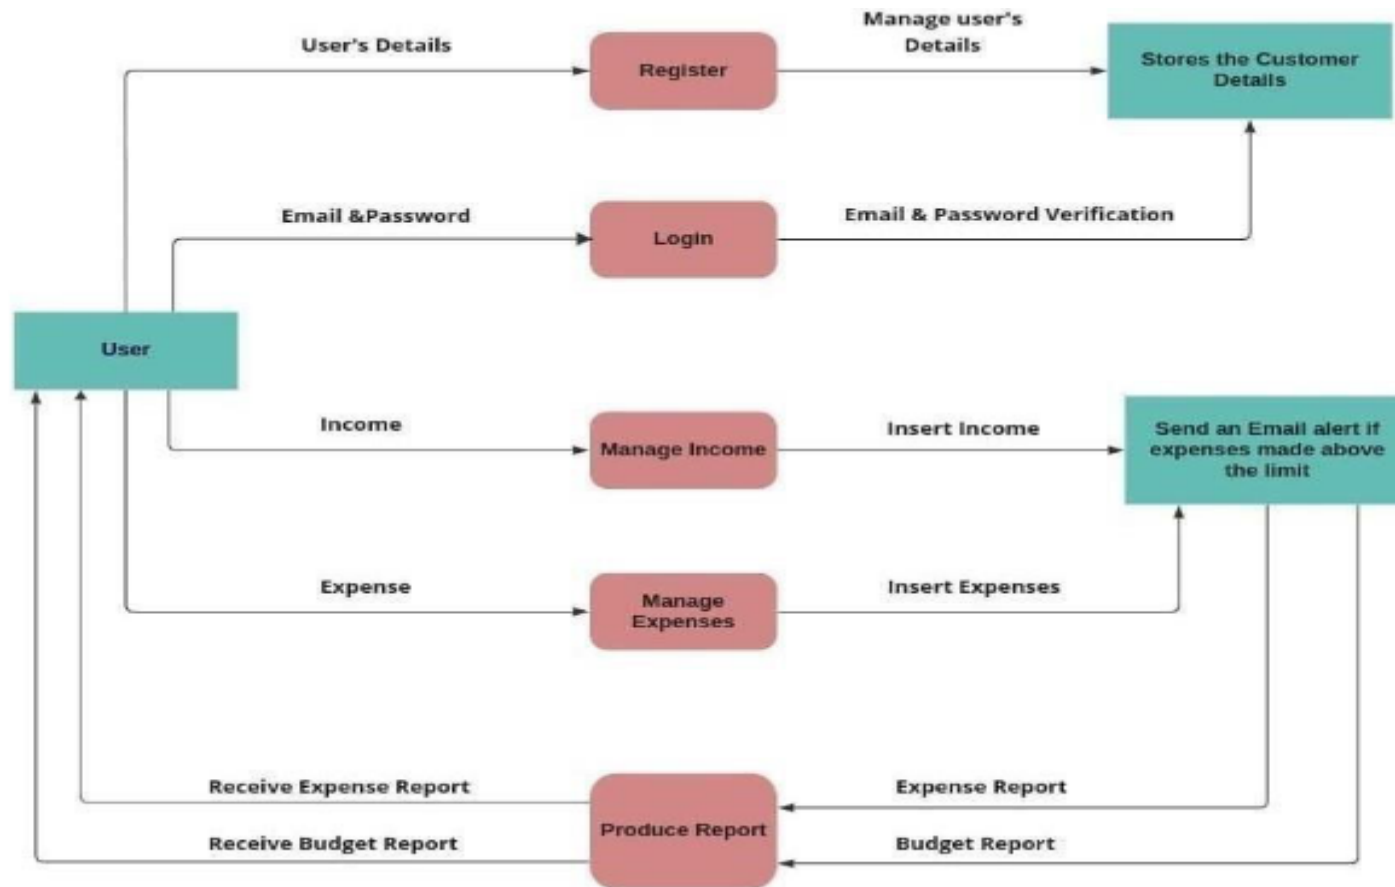 User's Details
Manage user's
Details
Register
Stores the Customer
Details
Email &Password
Login
Email & Password Verification
User
Income
Manage Income
Insert Income
Send an Email alert if
expenses made above
the limit
Expense
Manage
Expenses
Insert Expenses
Receive Expense Report
Expense Report
Produce Report
Receive Budget Report
Budget Report